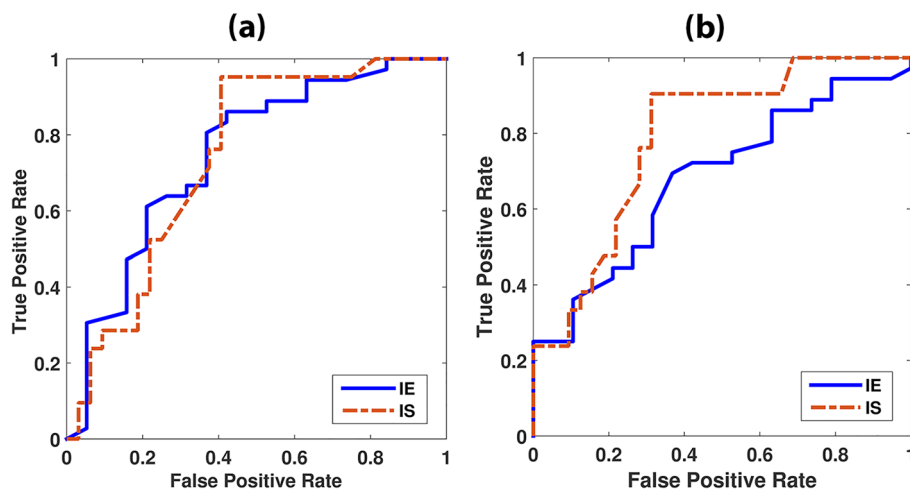 (a)
1
0.8
0.6
0.4
0.2
0
True Positive Rate
0 0.2 0.4 0.6 0.8 1
False Positive Rate
IE
IS
(b)
1
0.8
0.6
0.4
0.2
0
True Positive Rate
0 0.2 0.4 0.6 0.8 1
False Positive Rate
IE
IS